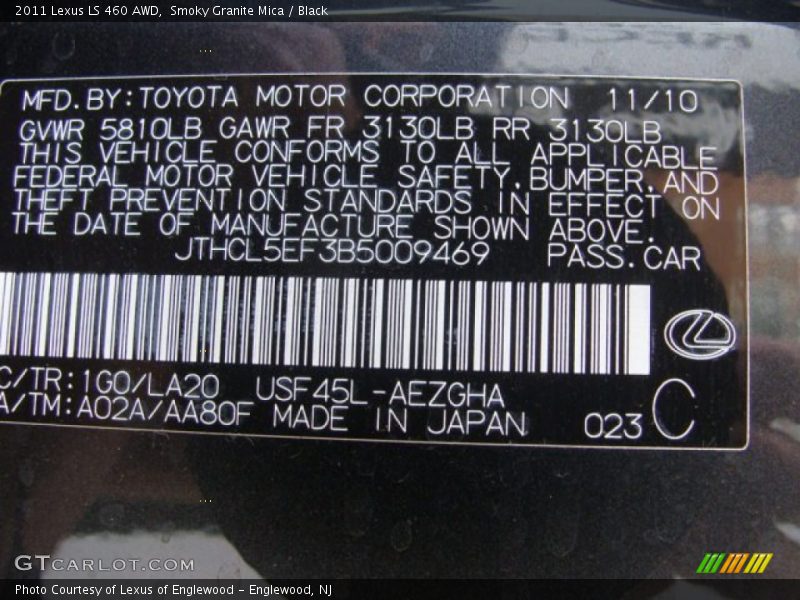 2011 Lexus LS 460 AWD, Smoky Granite Mica / Black
MFD.BY:TOYOTA MOTOR CORPORATION 11/10
GVWR 5810LB GAWR FR 3130LB RR 3130LB
THIS VEHICLE CONFORMS TO ALL APPLICABLE
FEDERAL MOTOR VEHICLE SAFETY,BUMPER,AND
THEFT PREVENTION STANDARDS IN EFFECT ON
THE DATE OF MANUFACTURE SHOWN ABOVE.
JTHCL5EF3B5009469 PASS.CAR
C/TR:1G0/LA20 USF45L-AEZGHA
A/TM:A02A/AA80F MADE IN JAPAN 023 C
GTCARLOT.COM
Photo Courtesy of Lexus of Englewood - Englewood, NJ